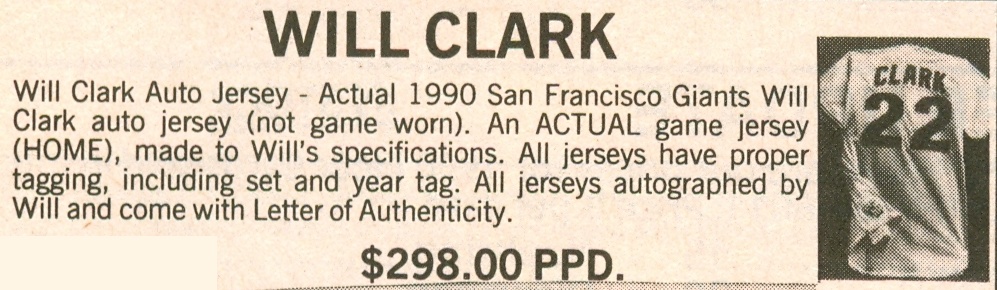 WILL CLARK
Will Clark Auto Jersey - Actual 1990 San Francisco Giants Will
Clark auto jersey (not game worn). An ACTUAL game jersey
(HOME), made to Will's specifications. All jerseys have proper
tagging, including set and year tag. All jerseys autographed by
Will and come with Letter of Authenticity.
$298.00 PPD.
CLARK
22